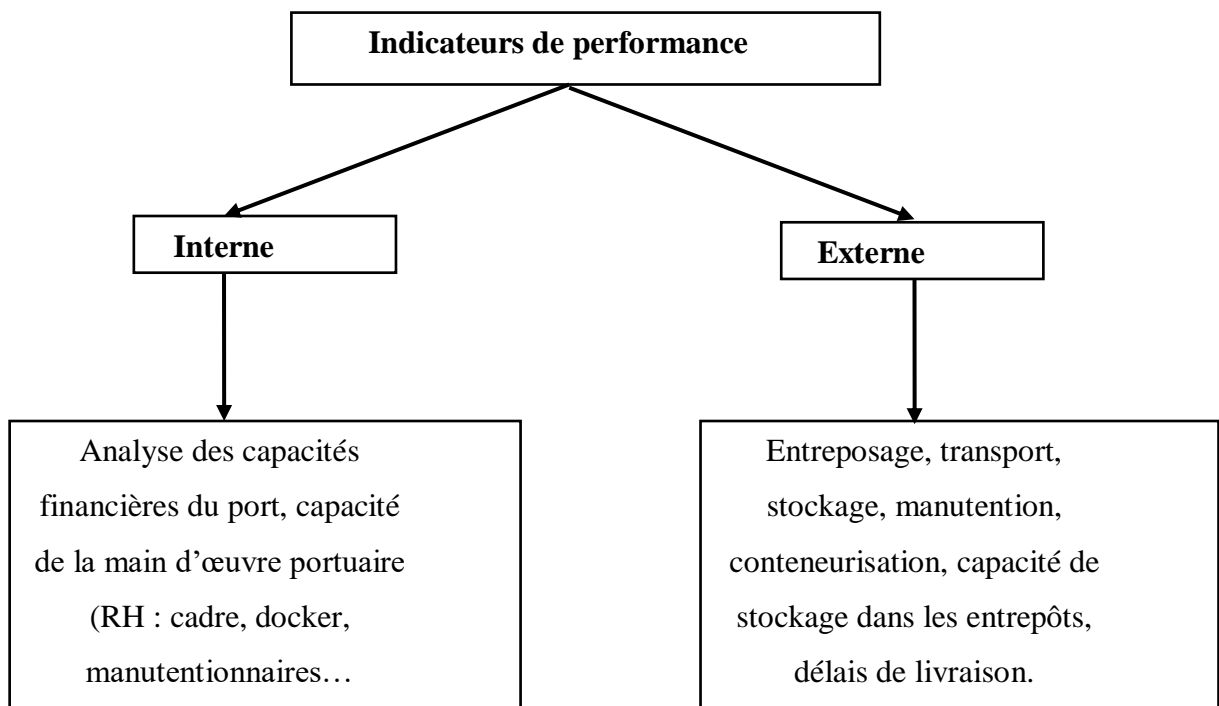 Indicateurs de performance
Interne
Externe
Analyse des capacités
financières du port, capacité
de la main d’œuvre portuaire
(RH : cadre, docker,
manutentionnaires…
Entreposage, transport,
stockage, manutention,
conteneurisation, capacité de
stockage dans les entrepôts,
délais de livraison.